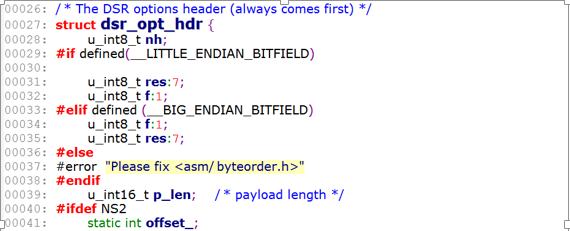 00026: /* The DSR options header (always comes first) */
00027: struct dsr_opt_hdr {
00028:     u_int8_t nh;
00029: #if defined(__LITTLE_ENDIAN_BITFIELD)
00030:
00031:     u_int8_t res:7;
00032:     u_int8_t f:1;
00033: #elif defined (__BIG_ENDIAN_BITFIELD)
00034:     u_int8_t f:1;
00035:     u_int8_t res:7;
00036: #else
00037: #error "Please fix <asm/byteorder.h>"
00038: #endif
00039:     u_int16_t p_len;   /* payload length */
00040: #ifdef NS2
00041:     static int offset_;